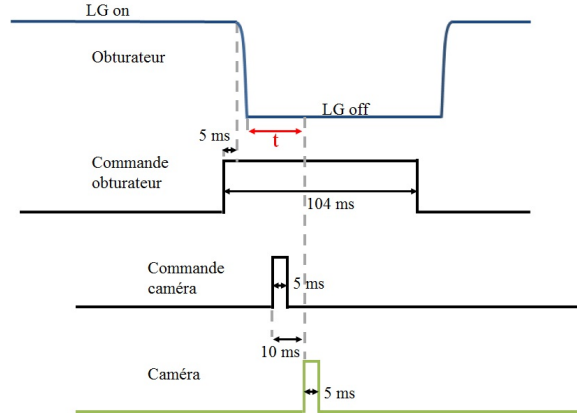 LG on
Obturateur
LG off
5 ms
t
Commande
obturateur
104 ms
Commande
caméra
5 ms
10 ms
Caméra
5 ms